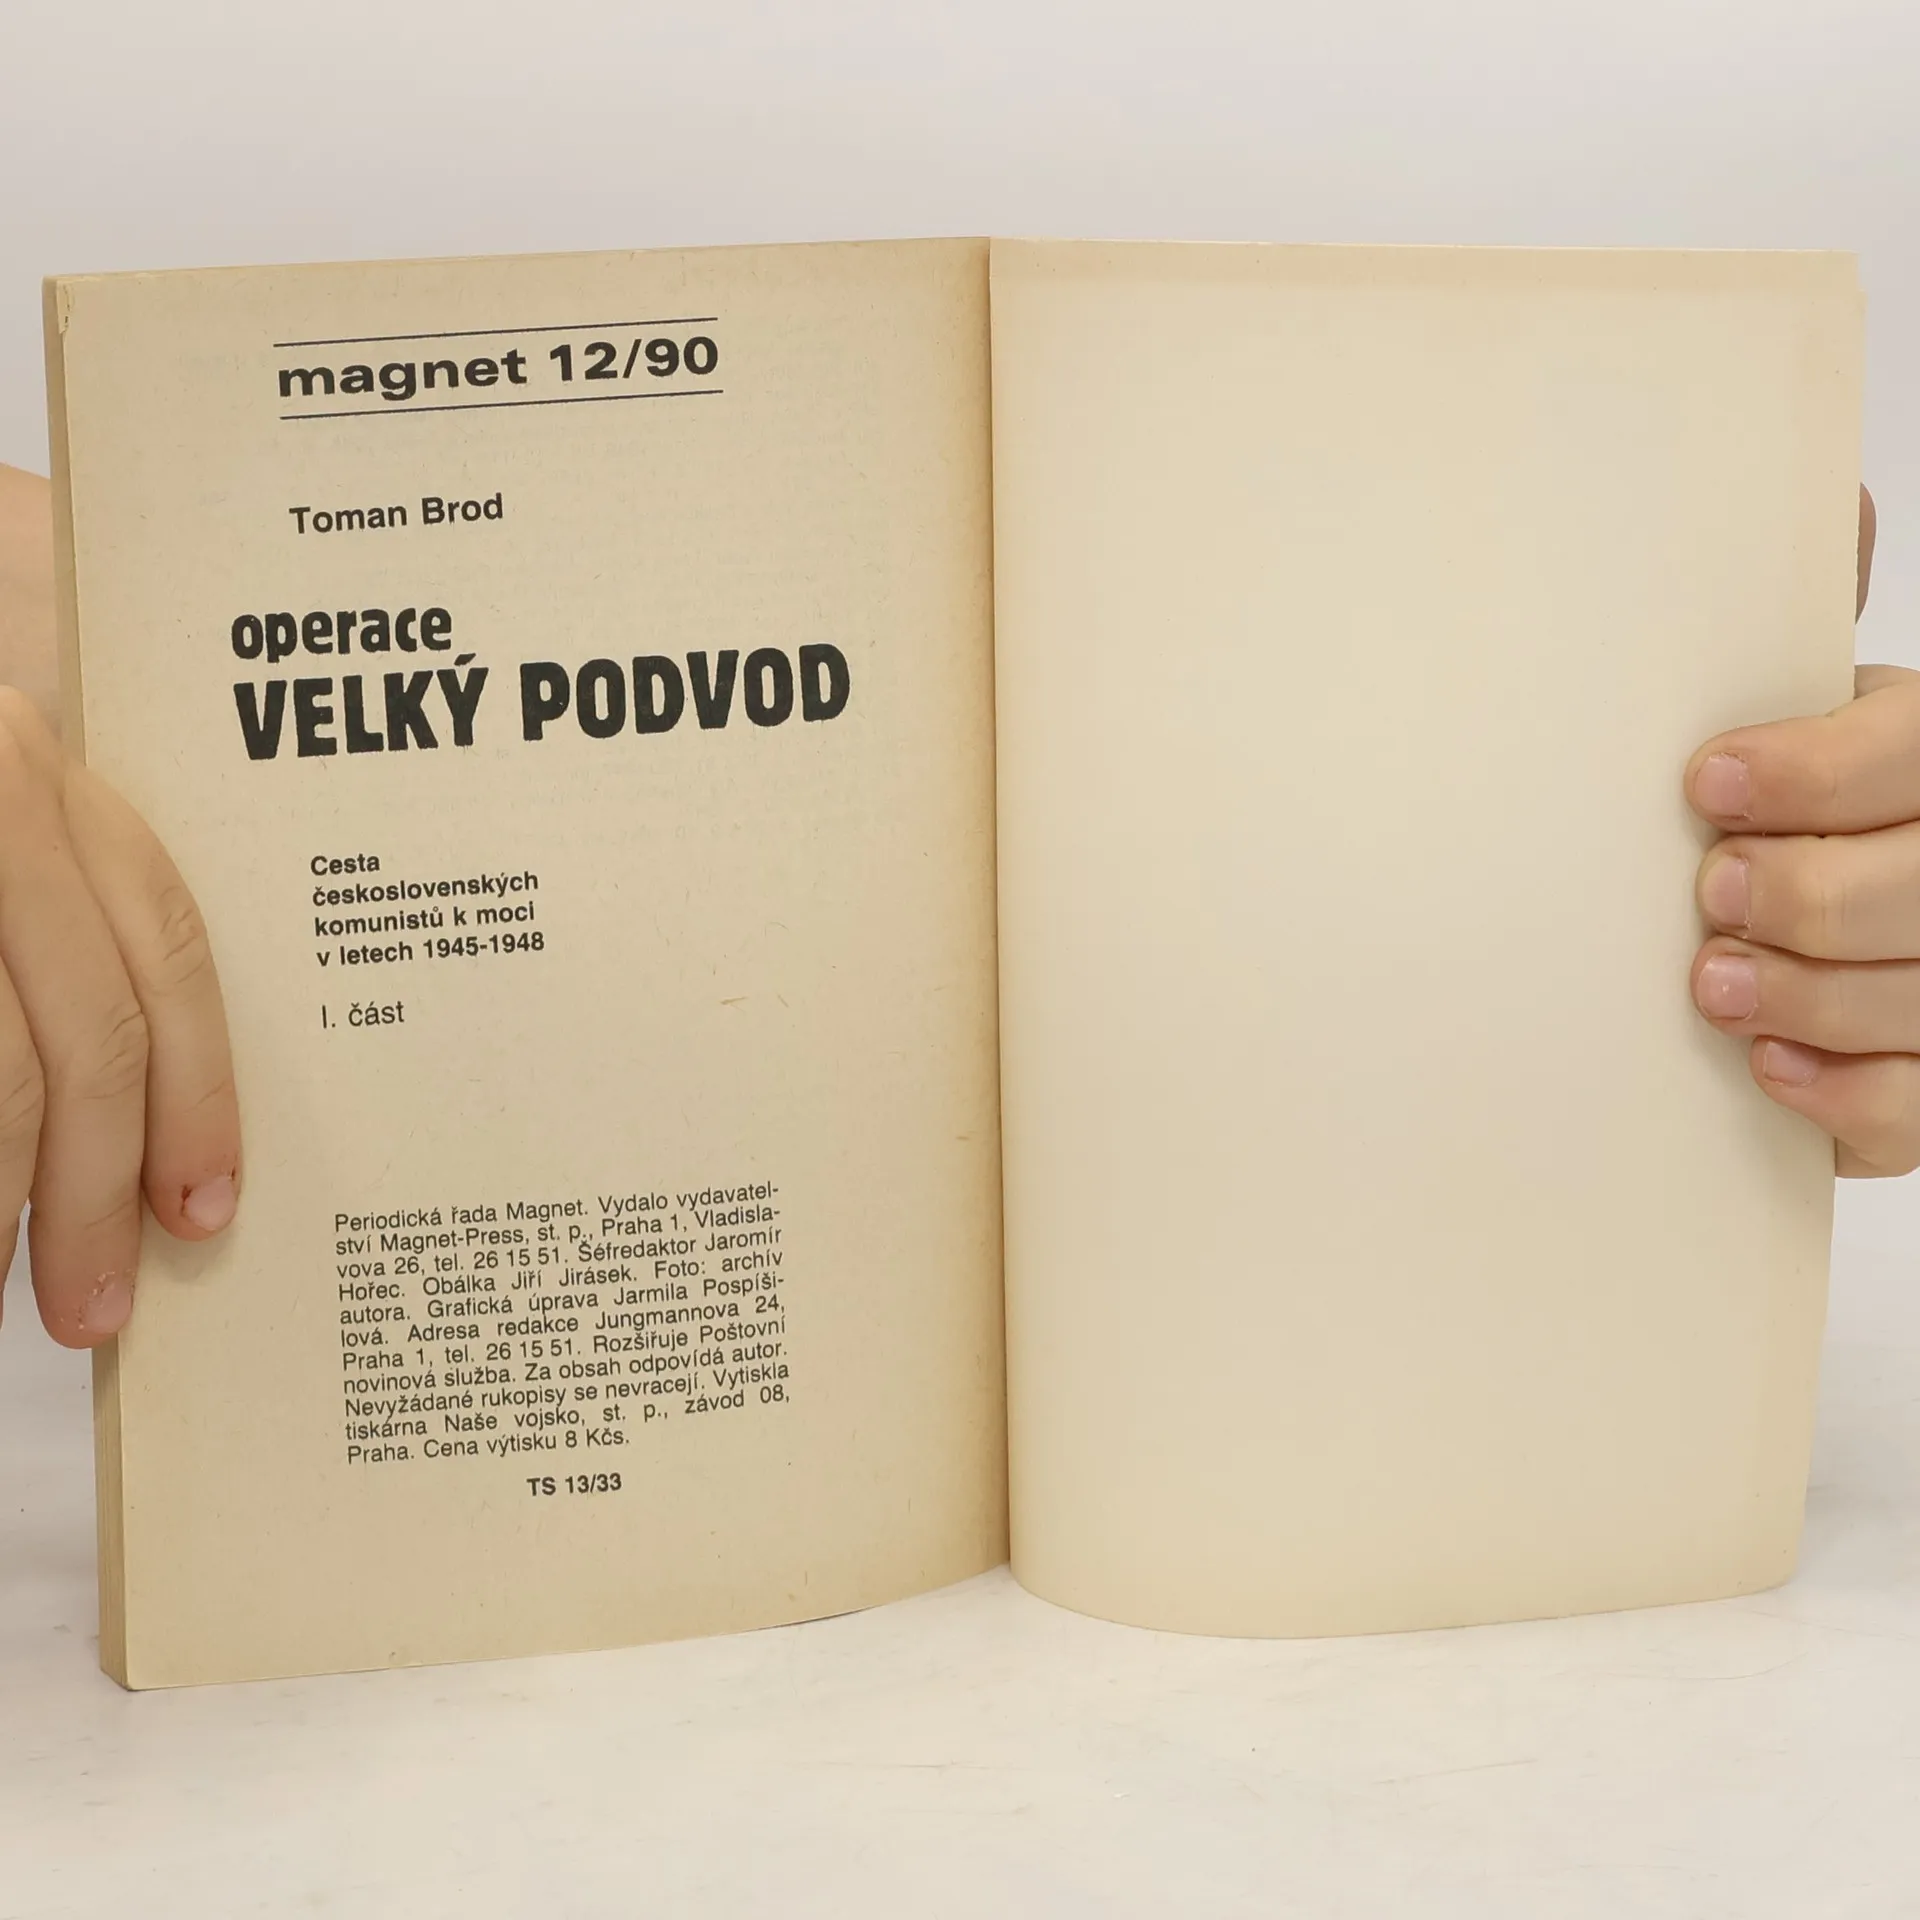 magnet 12/90
Toman Brod
operace
VELKÝ PODVOD
Cesta
československých
komunistů k moci
v letech 1945-1948
I. část
Periodická řada Magnet. Vydalo vydavatel-
ství Magnet-Press, st. p., Praha 1, Vladisla-
vova 26, tel. 26 15 51. Šéfredaktor Jaromír
Hořec. Obálka Jiří Jirásek. Foto: archív
autora. Grafická úprava Jarmila Pospíši-
lová. Adresa redakce Jungmannova 24,
Praha 1, tel. 26 15 51. Rozšiřuje Poštovní
novinová služba. Za obsah odpovídá autor.
Nevyžádané rukopisy se nevracejí. Vytiskla
tiskárna Naše vojsko, st. p., závod 08,
Praha. Cena výtisku 8 Kčs.
TS 13/33